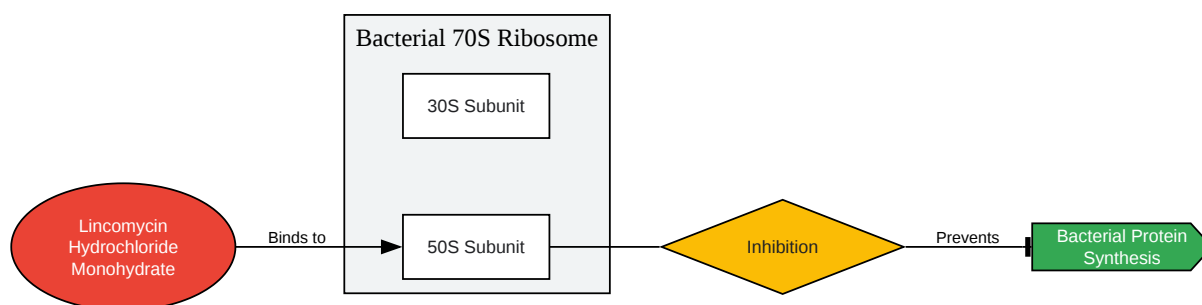 Bacterial 70S Ribosome
30S Subunit
Lincomycin
Hydrochloride
Monohydrate
Binds to
50S Subunit
Inhibition
Prevents
Bacterial Protein
Synthesis